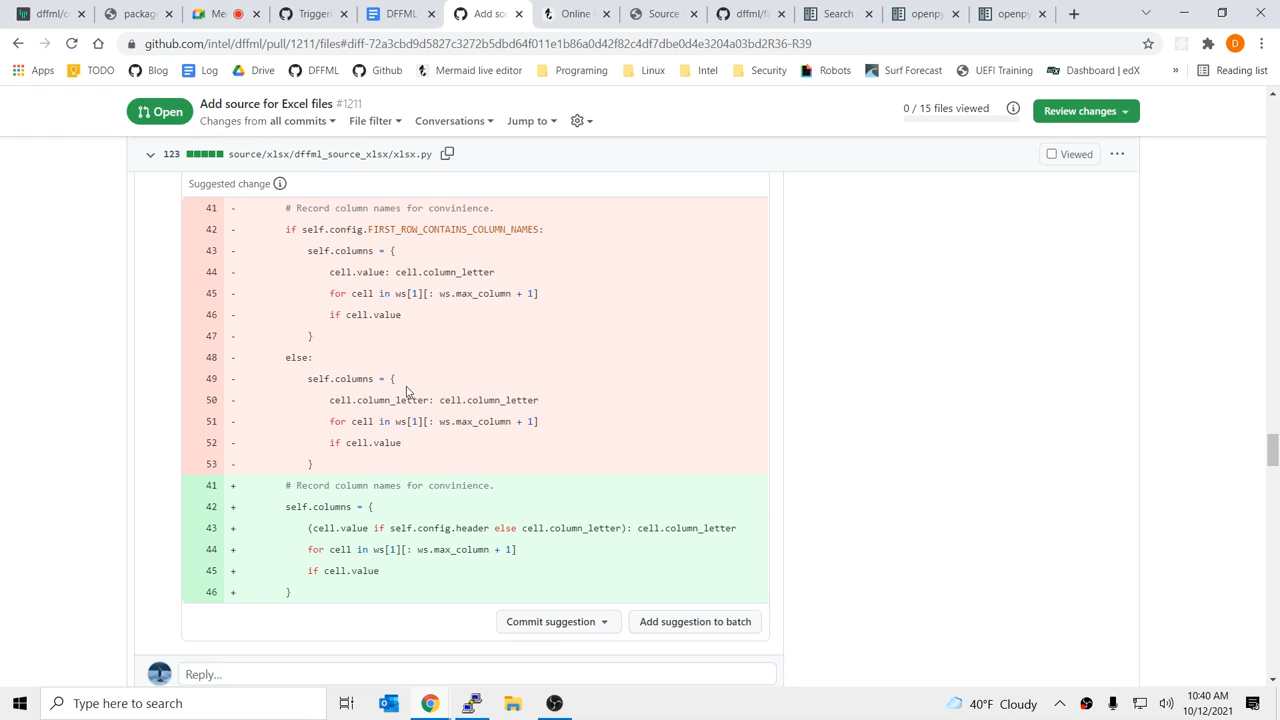 dffml/c
packag
Me
Differen
DFFML
Add so
Online
Source
dffml/
Search
openpy
openpy
github.com/intel/dffml/pull/1211/files#diff-72a3cbd9d5827c3273c5dbd64f011e1b86a0d42f82c4df7dbe0d4e3204a03bd2R36-R39
D
Apps
TODO
Blog
Log
Drive
DFFML
Github
Mermaid live editor
Programing
Linux
Intel
Security
Robots
Surf Forecast
UEFI Training
Dashboard | edX
»
Reading list
Open
Add source for Excel files #1211
Changes from all commits
File filter
Conversations
Jump to
0 / 15 files viewed
Review changes
123 source/xlsx/dffml_source_xlsx/xlsx.py
Viewed
Suggested change
41 - # Record column names for convinience.
42 - if self.config.FIRST_ROW_CONTAINS_COLUMN_NAMES:
43 - self.columns = {
44 - cell.value: cell.column_letter
45 - for cell in ws[1][: ws.max_column + 1]
46 - if cell.value
47 - }
48 - else:
49 - self.columns = {
50 - cell.column_letter: cell.column_letter
51 - for cell in ws[1][: ws.max_column + 1]
52 - if cell.value
53 - }
41 + # Record column names for convinience.
42 + self.columns = {
43 + (cell.value if self.config.header else cell.column_letter): cell.column_letter
44 + for cell in ws[1][: ws.max_column + 1]
45 + if cell.value
46 + }
Commit suggestion
Add suggestion to batch
Reply...
Type here to search
40°F Cloudy
10:40 AM
10/12/2021